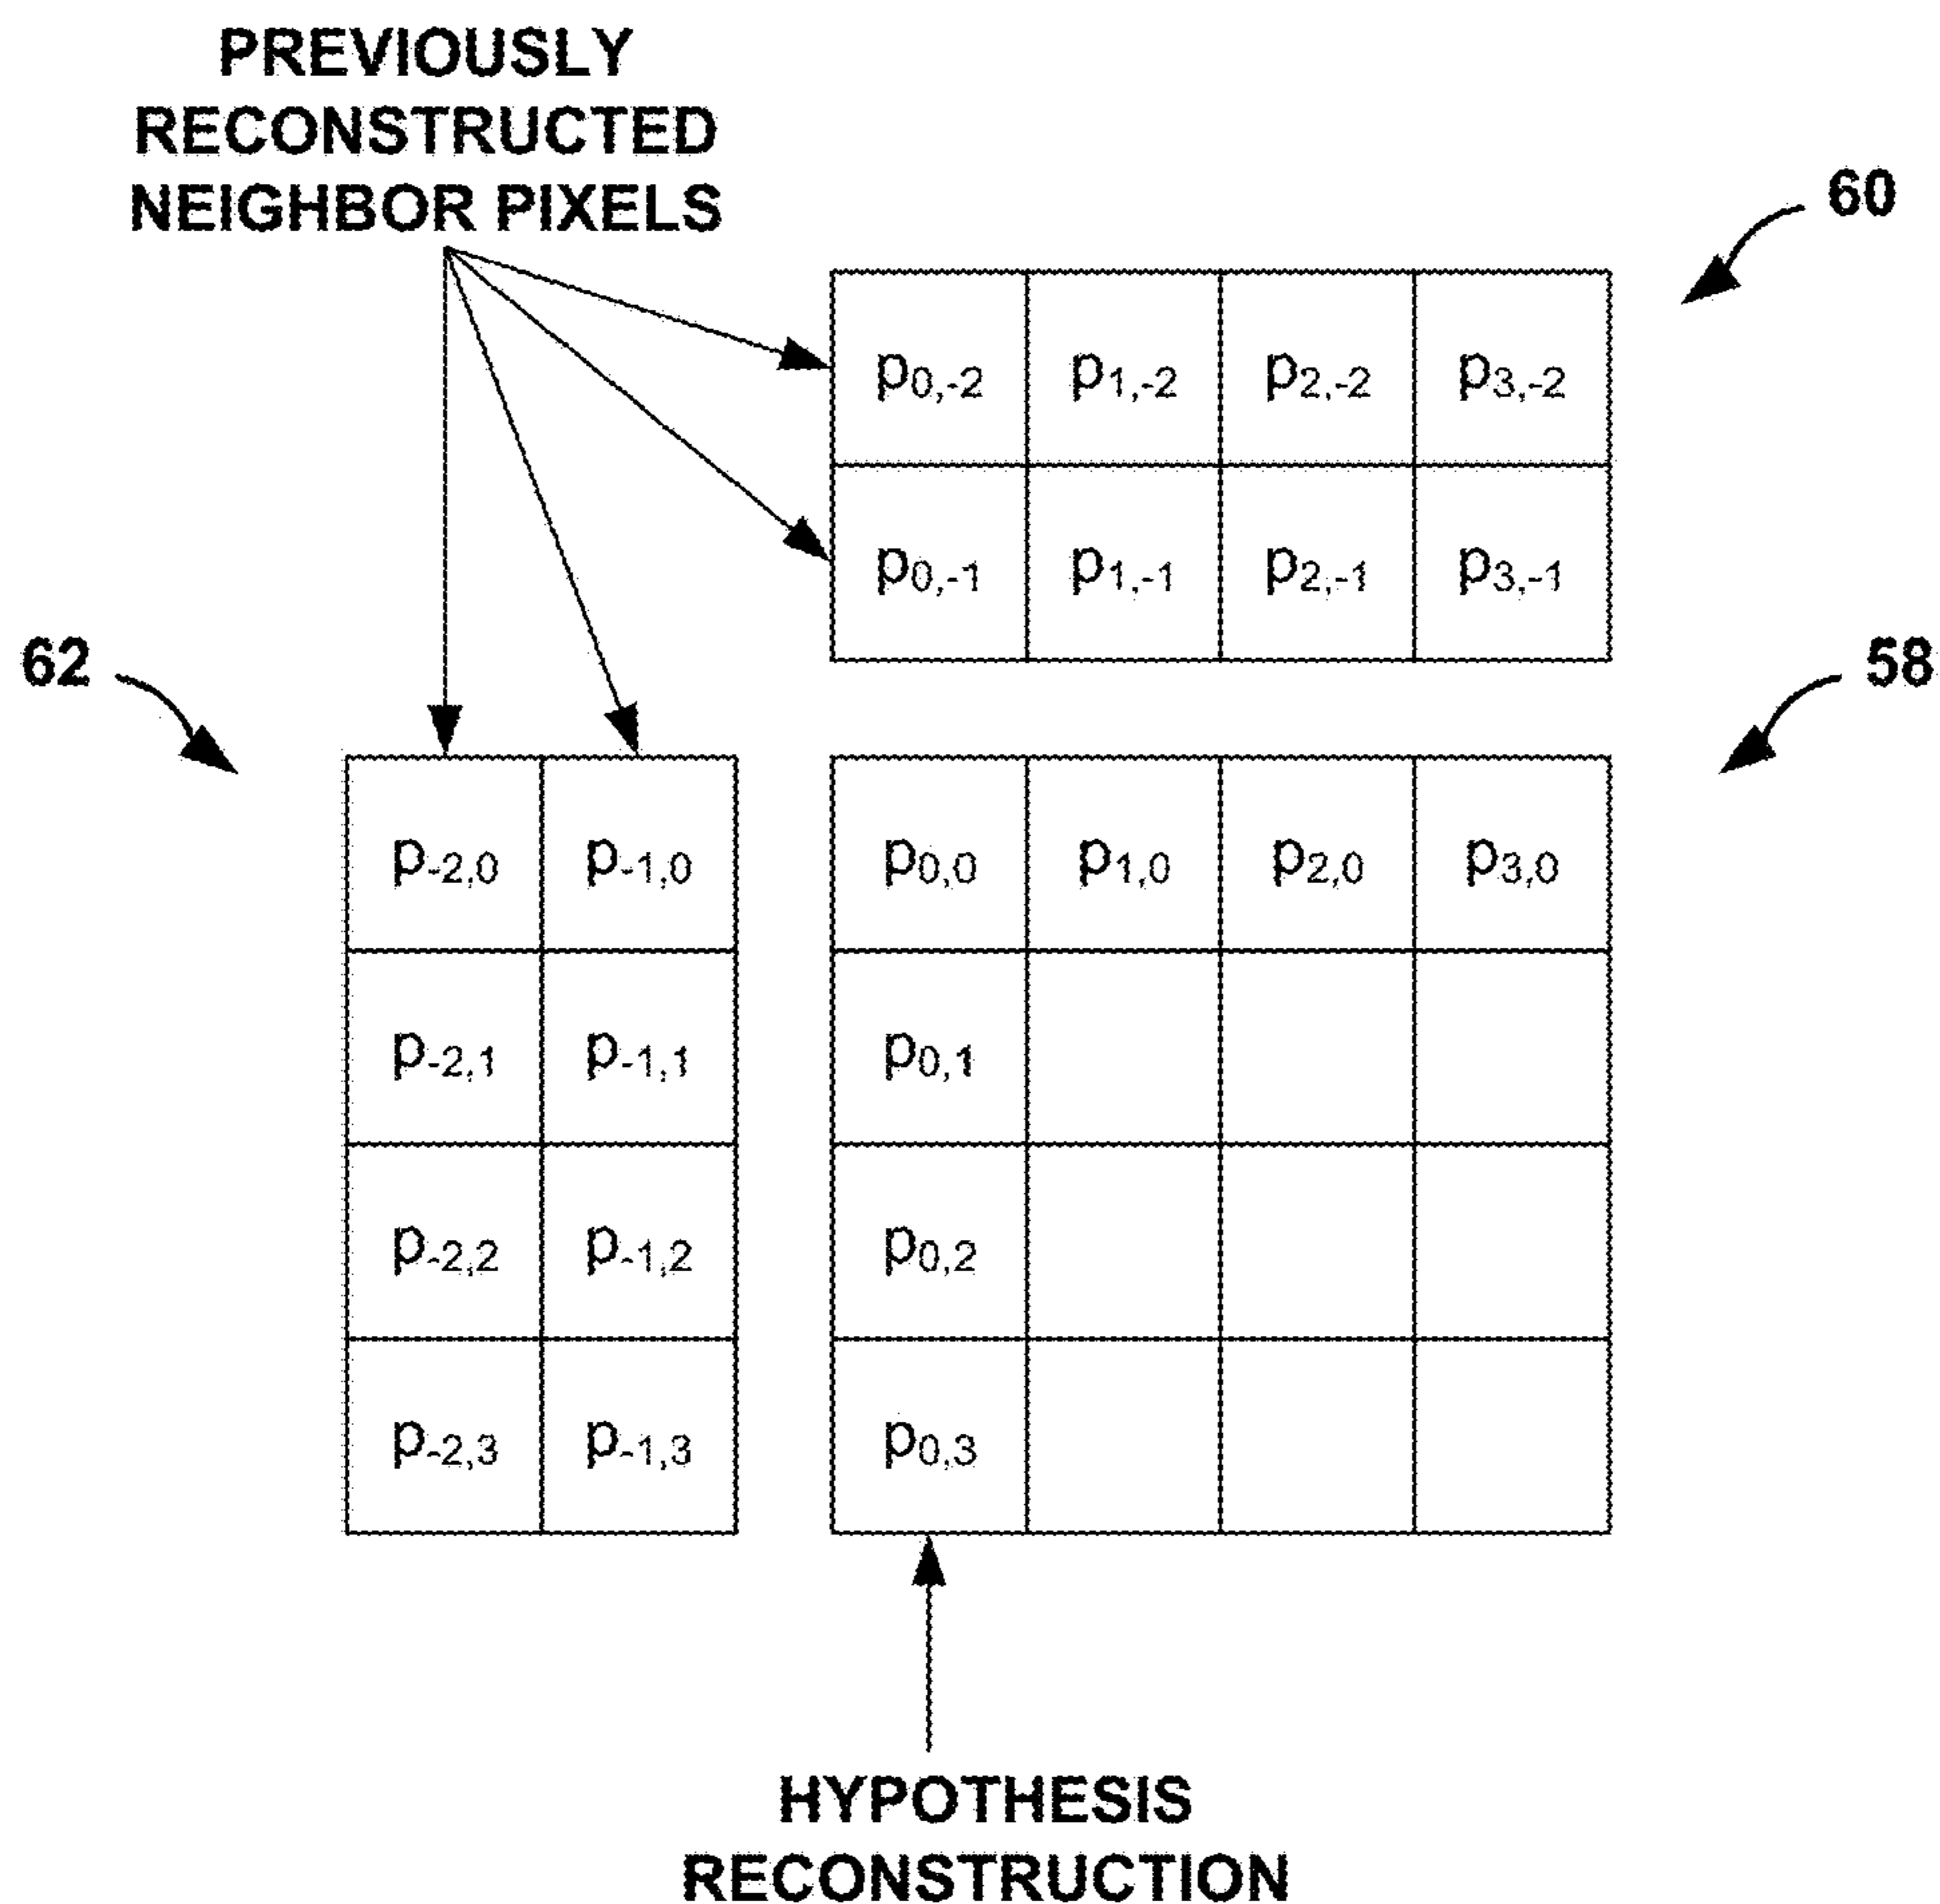 PREVIOUSLY
RECONSTRUCTED
NEIGHBOR PIXELS
60
p0,-2 p1,-2 p2,-2 p3,-2
p0,-1 p1,-1 p2,-1 p3,-1
62
58
p-2,0 p-1,0 p0,0 p1,0 p2,0 p3,0
p-2,1 p-1,1 p0,1
p-2,2 p-1,2 p0,2
p-2,3 p-1,3 p0,3
HYPOTHESIS
RECONSTRUCTION